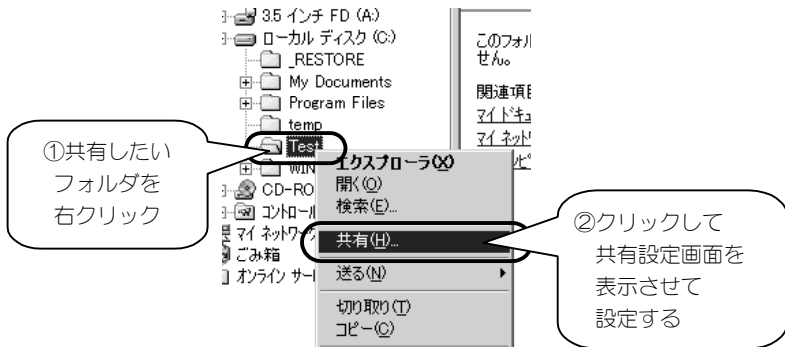 3.5 インチ FD (A:)
ローカル ディスク (C:)
_RESTORE
My Documents
Program Files
temp
Test
WIN
CD-RO
コントロール
マイ ネットワーク
ごみ箱
オンライン サー
このフォル
せん。
関連項目
マイ ドキュ
マイ ネットワ
エクスプローラ(X)
開く(O)
検索(E)...
共有(H)...
送る(N)
切り取り(T)
コピー(C)
①共有したい
フォルダを
右クリック
②クリックして
共有設定画面を
表示させて
設定する